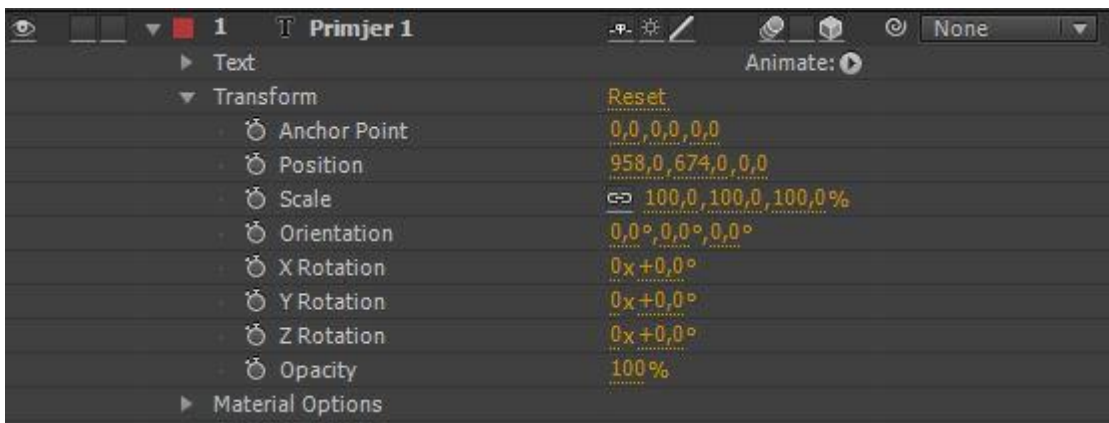 1 T Primjer 1 None
Text Animate:
Transform Reset
Anchor Point 0,0,0,0,0,0
Position 958,0,674,0,0,0
Scale 100,0,100,0,100,0%
Orientation 0,0°,0,0°,0,0°
X Rotation 0x+0,0°
Y Rotation 0x+0,0°
Z Rotation 0x+0,0°
Opacity 100%
Material Options